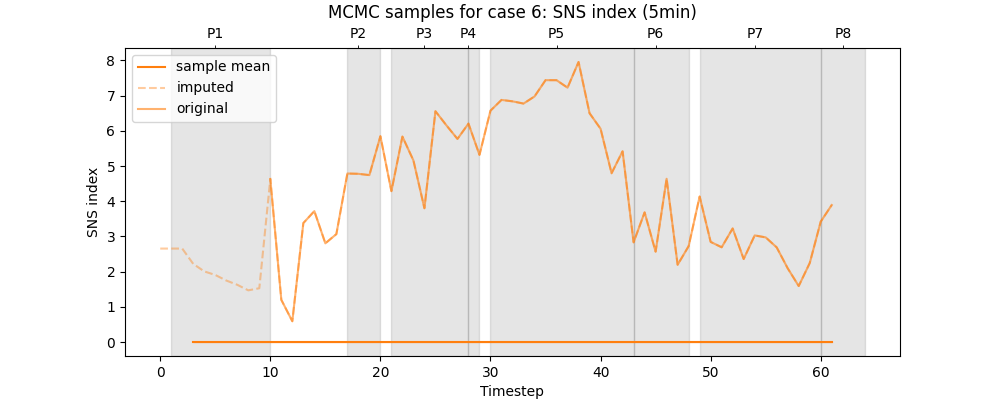 MCMC samples for case 6: SNS index (5min)
P1 P2 P3 P4 P5 P6 P7 P8
sample mean
imputed
original
SNS index
8
7
6
5
4
3
2
1
0
0 10 20 30 40 50 60
Timestep